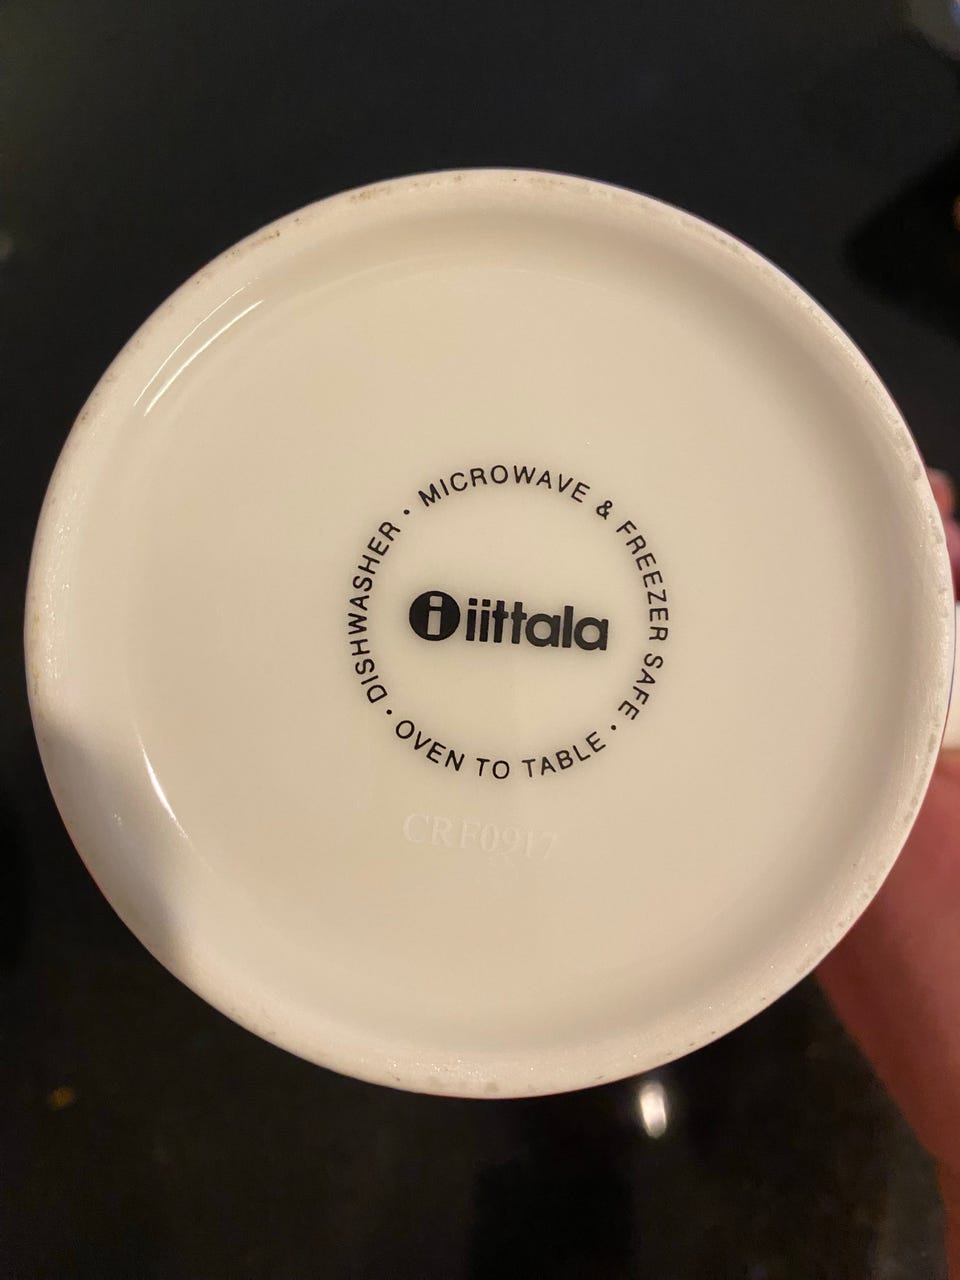 DISHWASHER · MICROWAVE & FREEZER SAFE · OVEN TO TABLE ·
i iittala
CRF0917